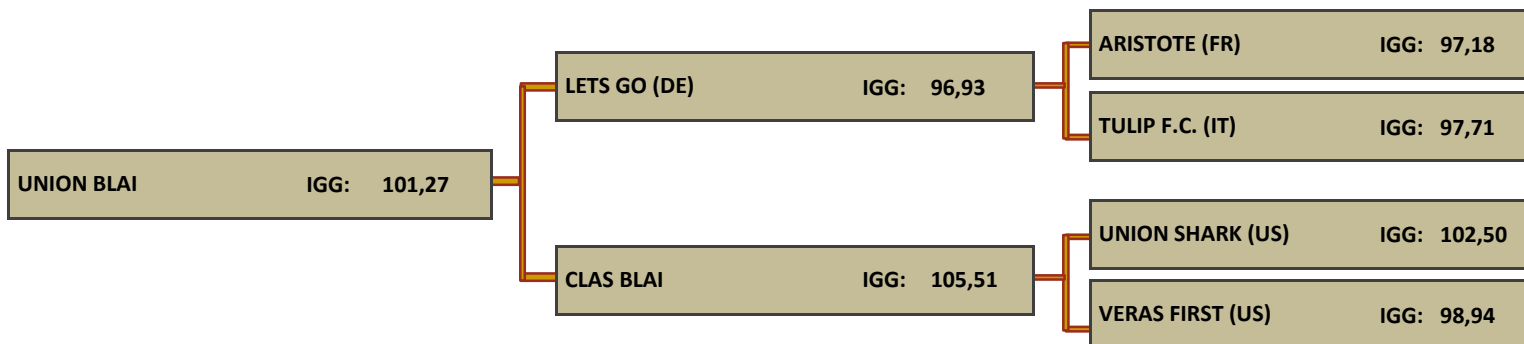 ARISTOTE (FR) IGG: 97,18
LETS GO (DE) IGG: 96,93
TULIP F.C. (IT) IGG: 97,71
UNION BLAI IGG: 101,27
UNION SHARK (US) IGG: 102,50
CLAS BLAI IGG: 105,51
VERAS FIRST (US) IGG: 98,94